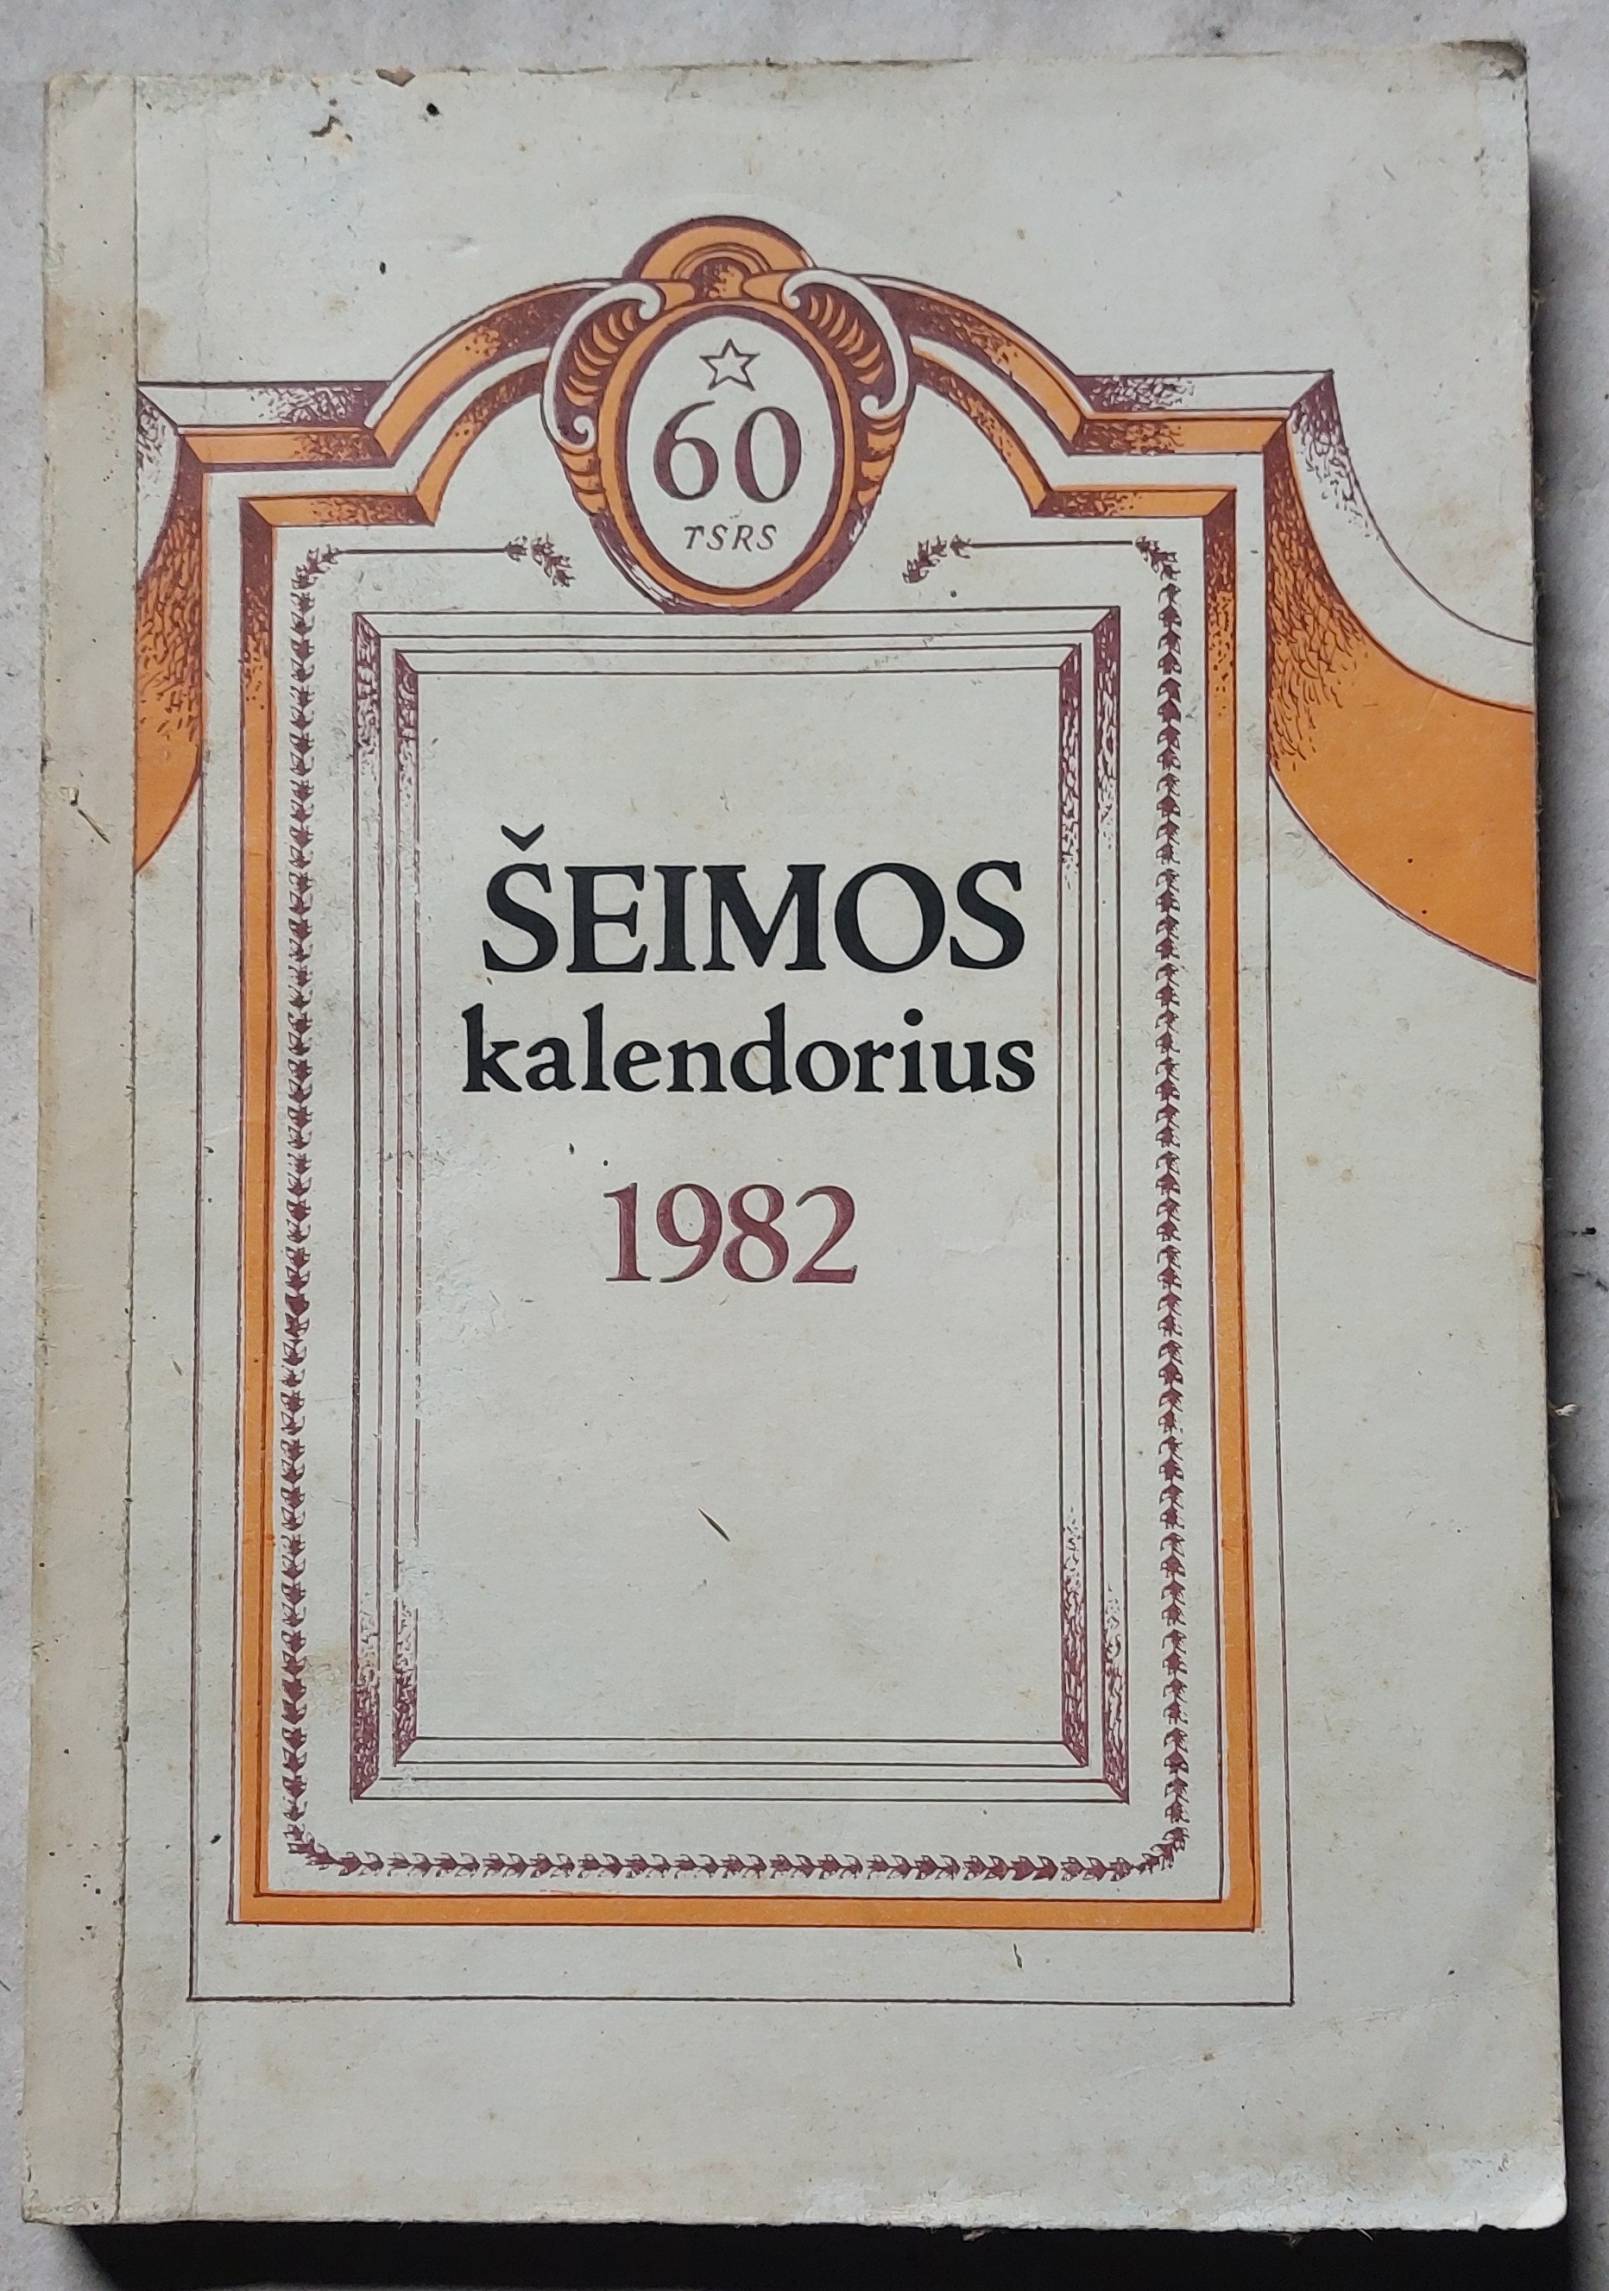 60
TSRS
ŠEIMOS
kalendorius
1982